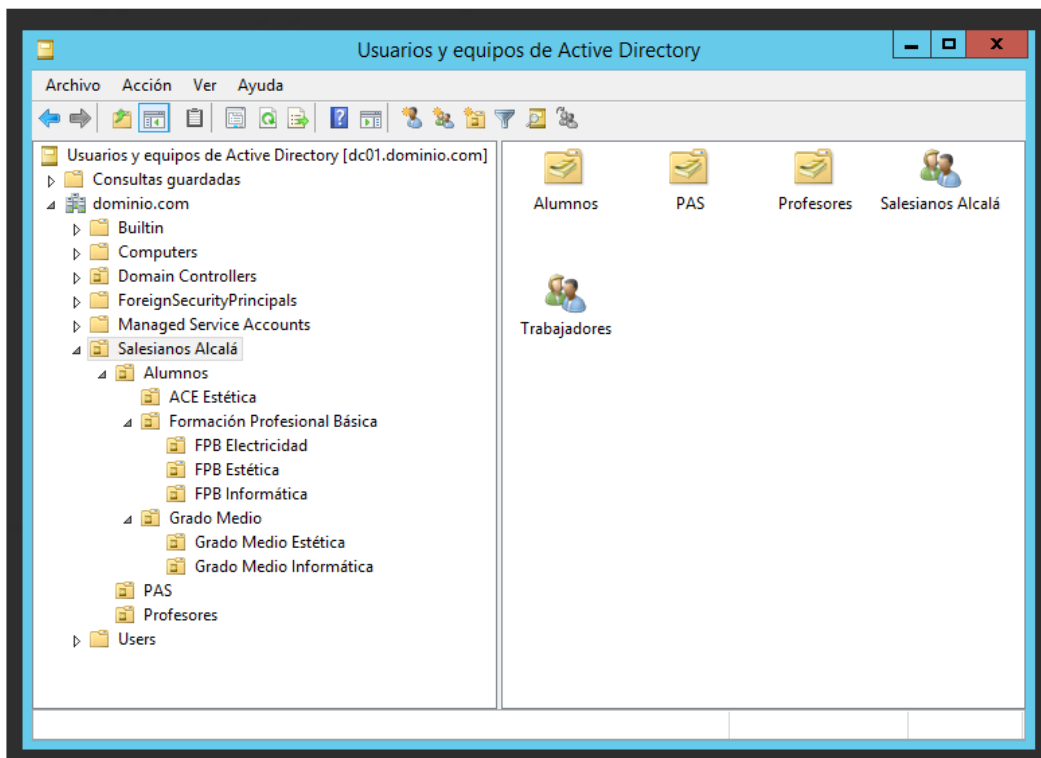 Usuarios y equipos de Active Directory
Archivo Acción Ver Ayuda
Usuarios y equipos de Active Directory [dc01.dominio.com]
Consultas guardadas
dominio.com
Builtin
Computers
Domain Controllers
ForeignSecurityPrincipals
Managed Service Accounts
Salesianos Alcalá
Alumnos
ACE Estética
Formación Profesional Básica
FPB Electricidad
FPB Estética
FPB Informática
Grado Medio
Grado Medio Estética
Grado Medio Informática
PAS
Profesores
Users
Alumnos PAS Profesores Salesianos Alcalá
Trabajadores